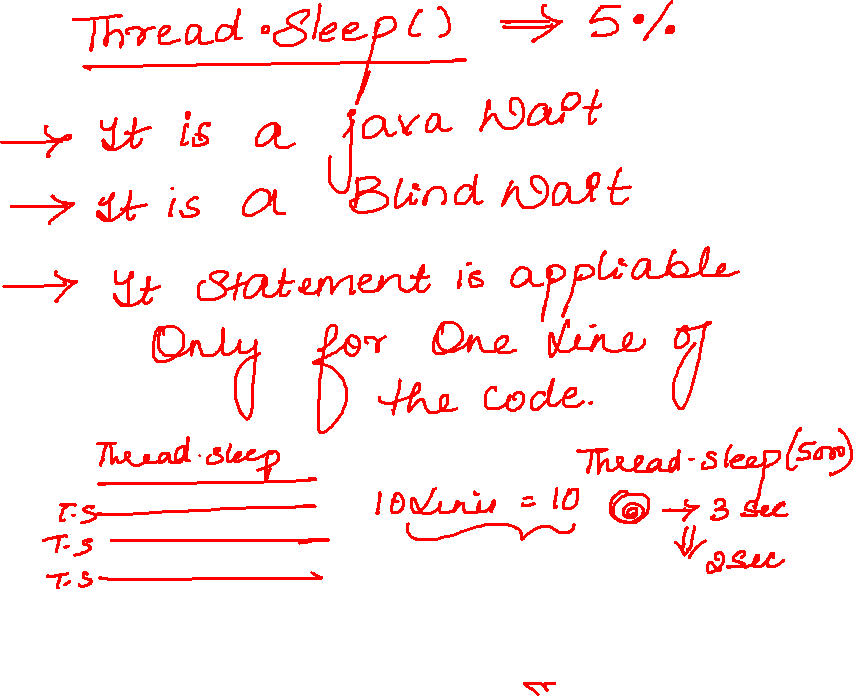 Thread.Sleep() ⇒ 5%
→ It is a java Wait
→ It is a Blind Wait
→ It Statement is appliable
Only for One Line of
the code.
Thread.sleep
T.S
T.S
T.S
10 Lines = 10
Thread.sleep(5000)
→ 3 sec
⇓ 2 sec